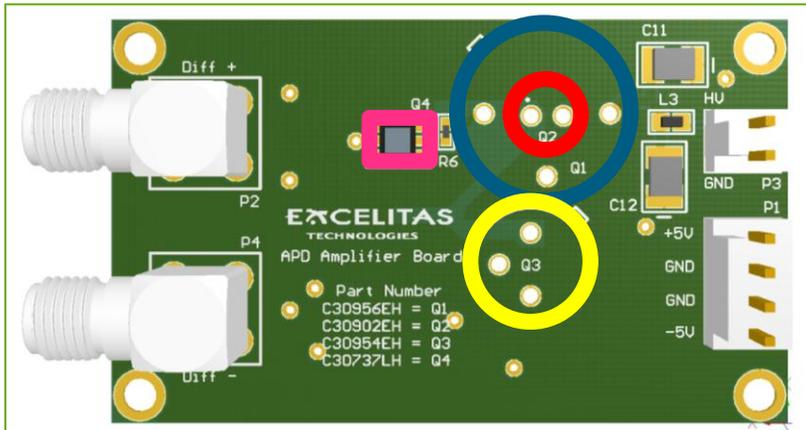 C11
Diff +
L3
HV
Q4
Q2
R6
Q1
GND
P3
P2
C12
P1
EXCELITAS
TECHNOLOGIES
+5V
P4
APD Amplifier Board
Q3
GND
Part Number
C30956EH = Q1
C30902EH = Q2
C30954EH = Q3
C30737LH = Q4
GND
-5V
Diff -